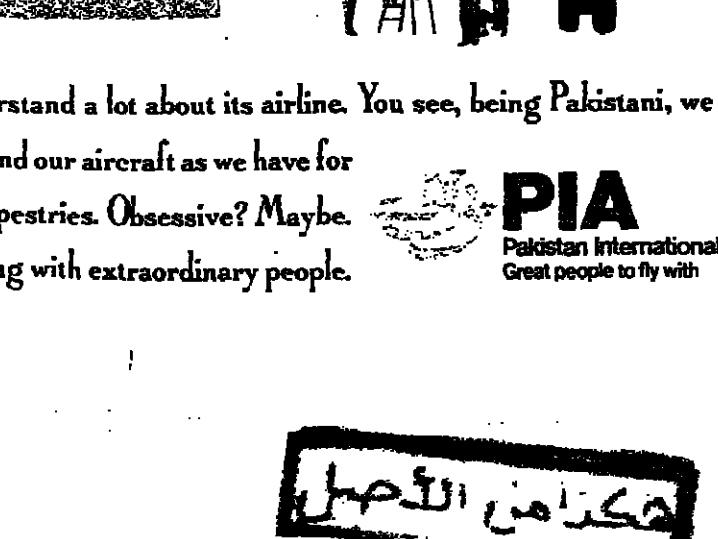 rstand a lot about its airline. You see, being Pakistani, we
nd our aircraft as we have for
pestries. Obsessive? Maybe.
ng with extraordinary people.
PIA
Pakistan International
Great people to fly with
هكذا من الأصل